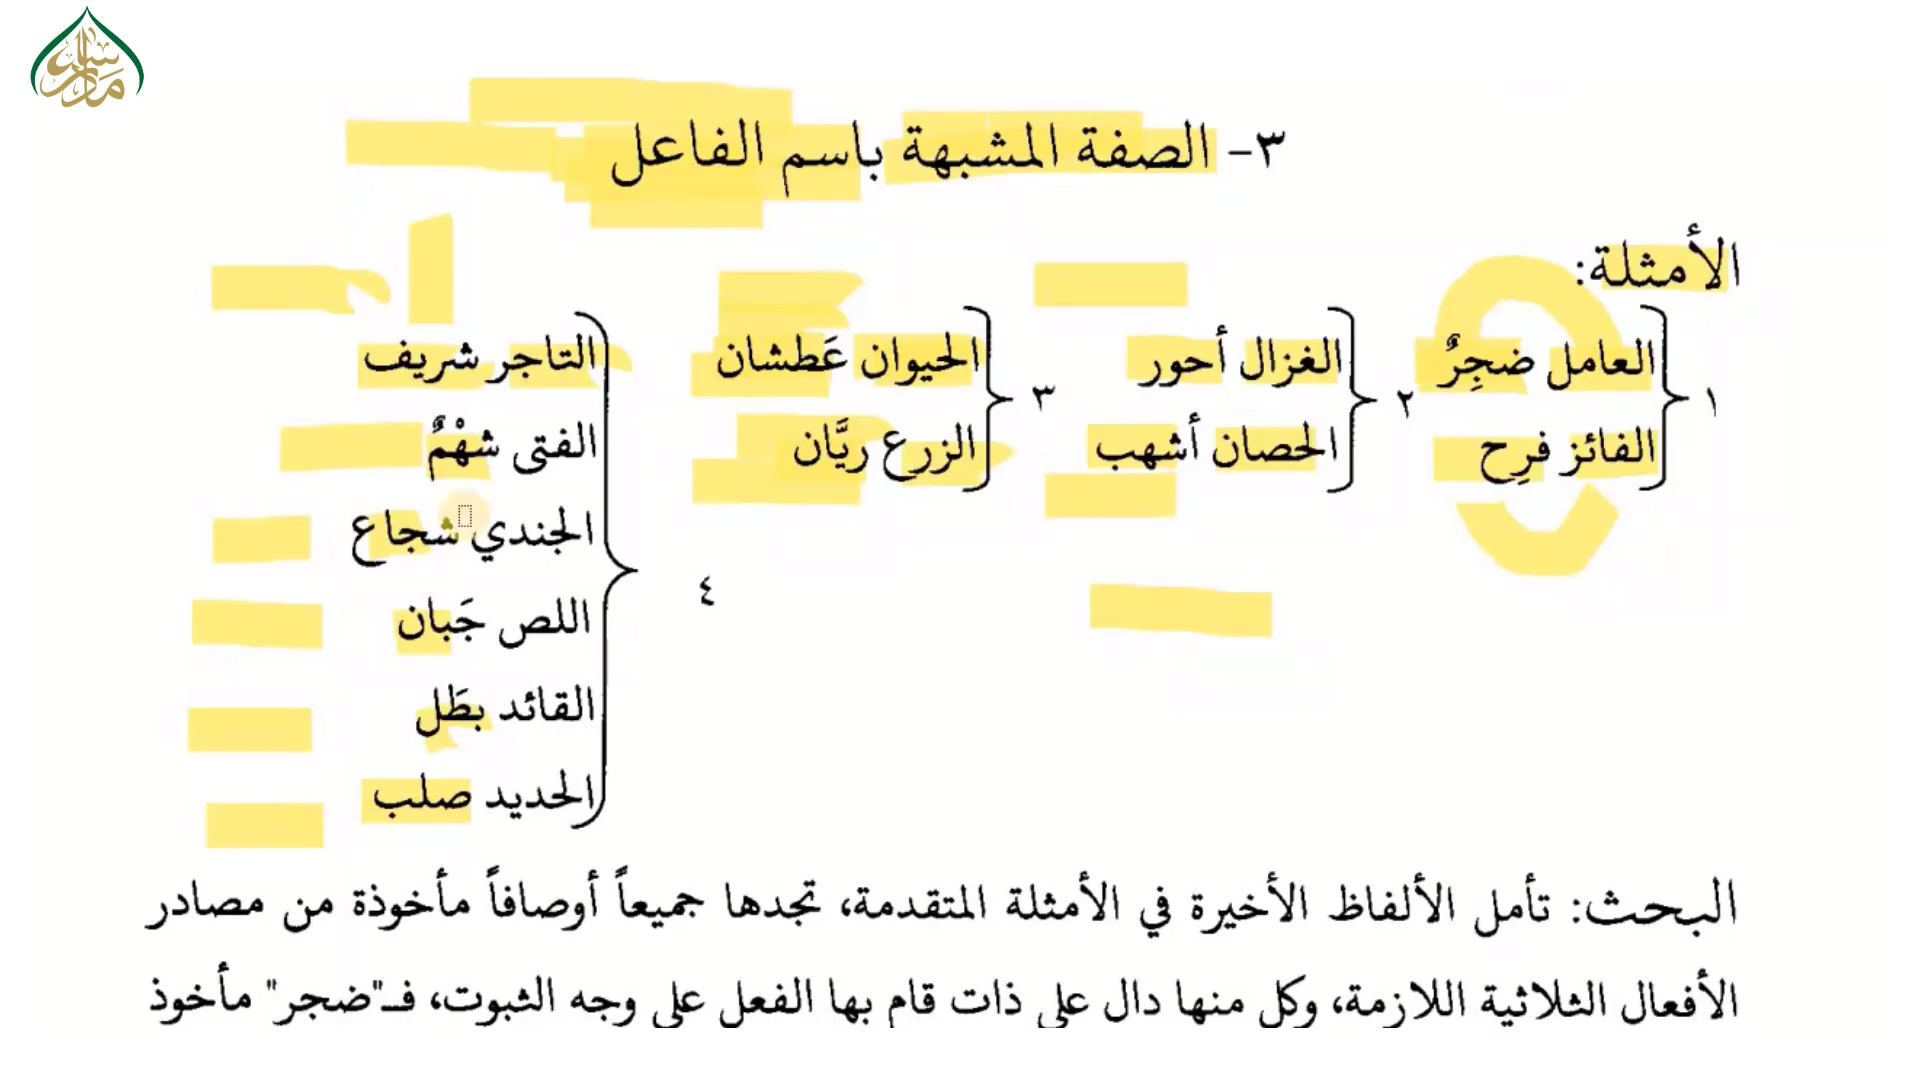 مدارس
٣- الصفة المشبهة باسم الفاعل
الأمثلة:
١
العامل ضجِرٌ
الفائز فرِح
٢
الغزال أحور
الحصان أشهب
٣
الحيوان عَطشان
الزرع ريَّان
٤
التاجر شريف
الفتى شهْمٌ
الجندي شجاع
اللص جَبان
القائد بطَل
الحديد صلب
البحث: تأمل الألفاظ الأخيرة في الأمثلة المتقدمة، تجدها جميعاً أوصافاً مأخوذة من مصادر
الأفعال الثلاثية اللازمة، وكل منها دال على ذات قام بها الفعل على وجه الثبوت، فـ"ضجر" مأخوذ